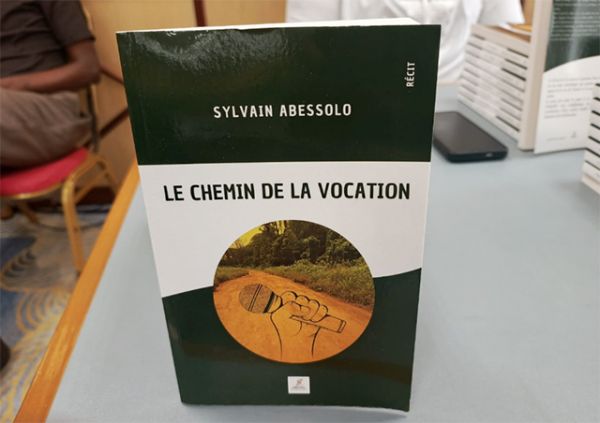 RÉCIT
SYLVAIN ABESSOLO
LE CHEMIN DE LA VOCATION